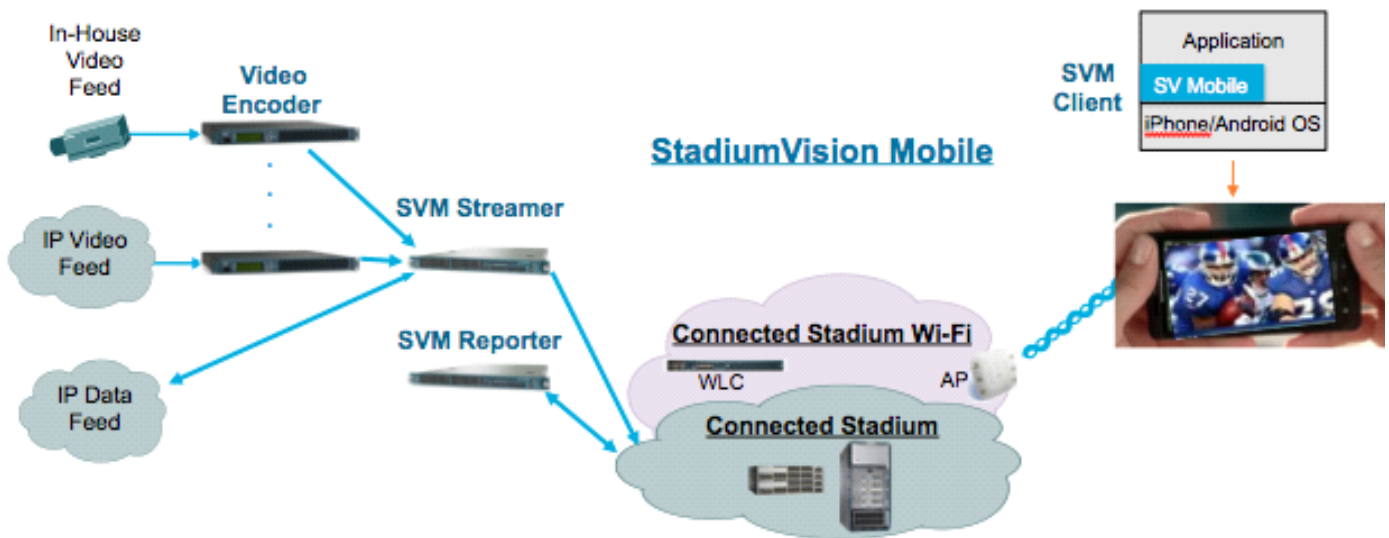 In-House
Video
Feed
Video
Encoder
IP Video
Feed
IP Data
Feed
SVM Streamer
SVM Reporter
StadiumVision Mobile
Connected Stadium Wi-Fi
WLC
AP
Connected Stadium
SVM
Client
Application
SV Mobile
iPhone/Android OS
27